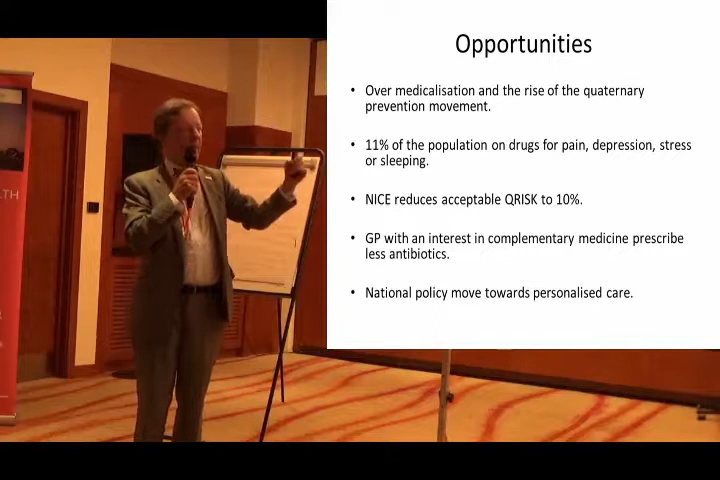 Opportunities
• Over medicalisation and the rise of the quaternary
prevention movement.
• 11% of the population on drugs for pain, depression, stress
or sleeping.
• NICE reduces acceptable QRISK to 10%.
• GP with an interest in complementary medicine prescribe
less antibiotics.
• National policy move towards personalised care.
LTH